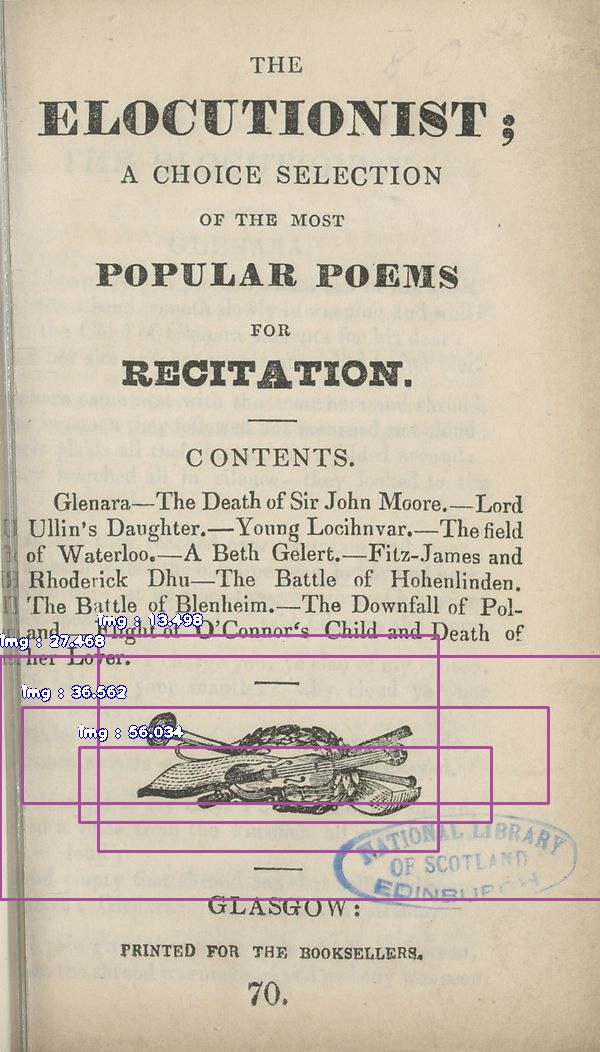 THE
ELOCUTIONIST;
A CHOICE SELECTION
OF THE MOST
POPULAR POEMS
FOR
RECITATION.
CONTENTS.
Glenara—The Death of Sir John Moore.—Lord
Ullin's Daughter.—Young Locihnvar.—The field
of Waterloo.—A Beth Gelert.—Fitz-James and
Rhoderick Dhu—The Battle of Hohenlinden.
The Battle of Blenheim.—The Downfall of Pol-
and. Flight of O'Connor's Child and Death of
her Lover.
img : 13.498
img : 27.468
img : 36.562
img : 56.034
NATIONAL LIBRARY
OF SCOTLAND
EDINBURGH
GLASGOW:
PRINTED FOR THE BOOKSELLERS.
70.